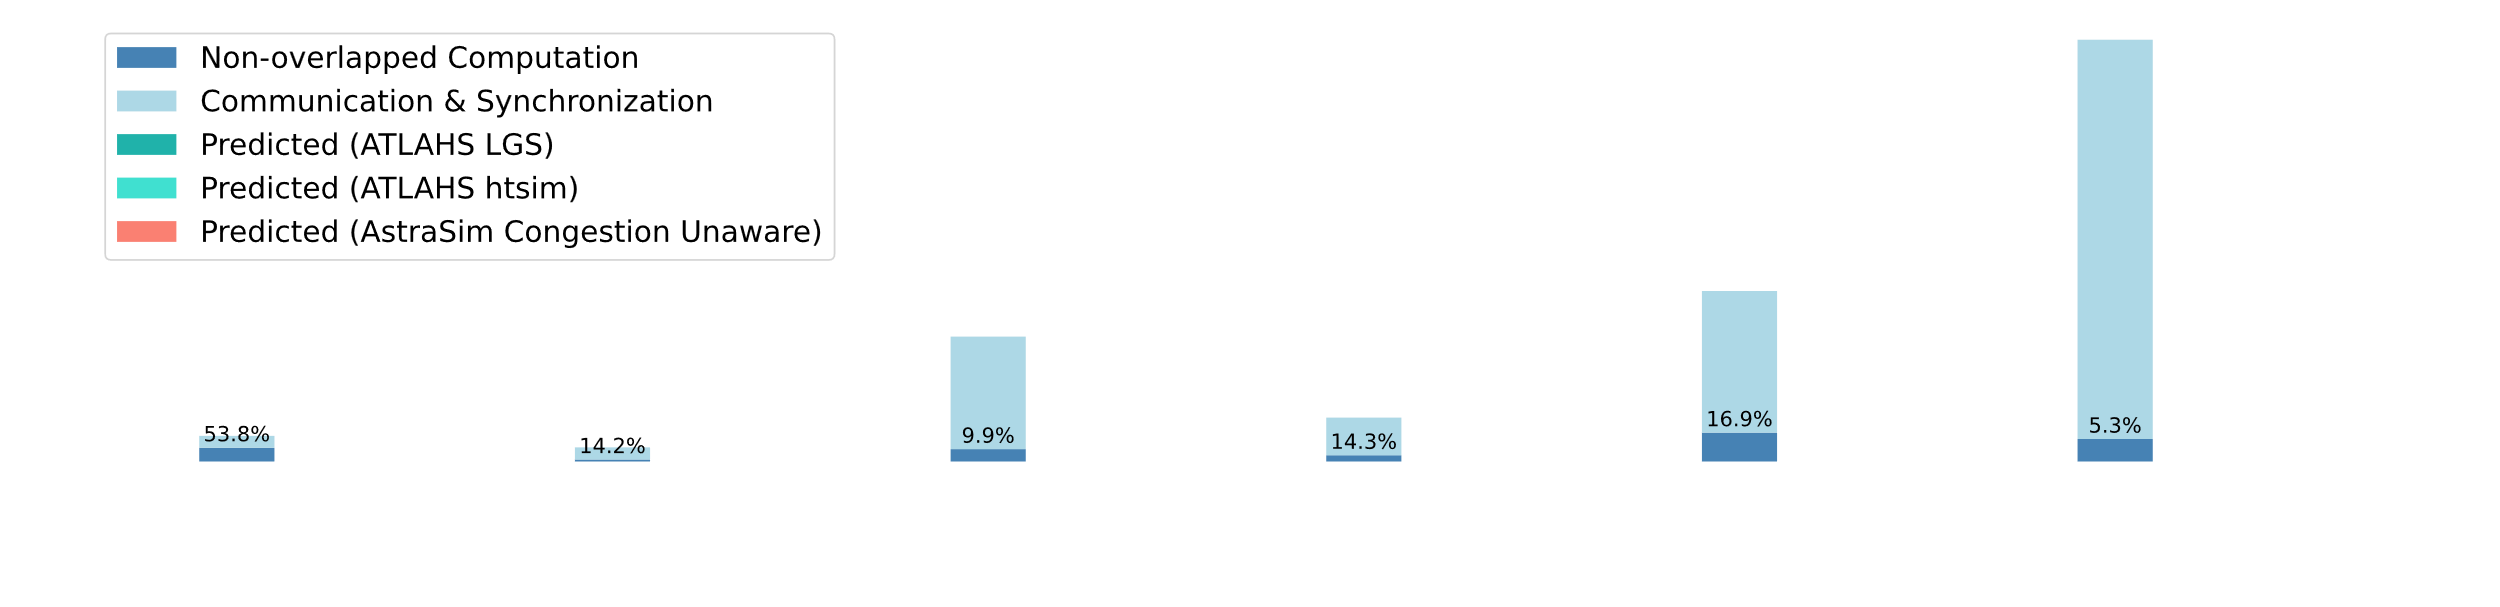 Non-overlapped Computation
Communication & Synchronization
Predicted (ATLAHS LGS)
Predicted (ATLAHS htsim)
Predicted (AstraSim Congestion Unaware)
53.8%
14.2%
9.9%
14.3%
16.9%
5.3%